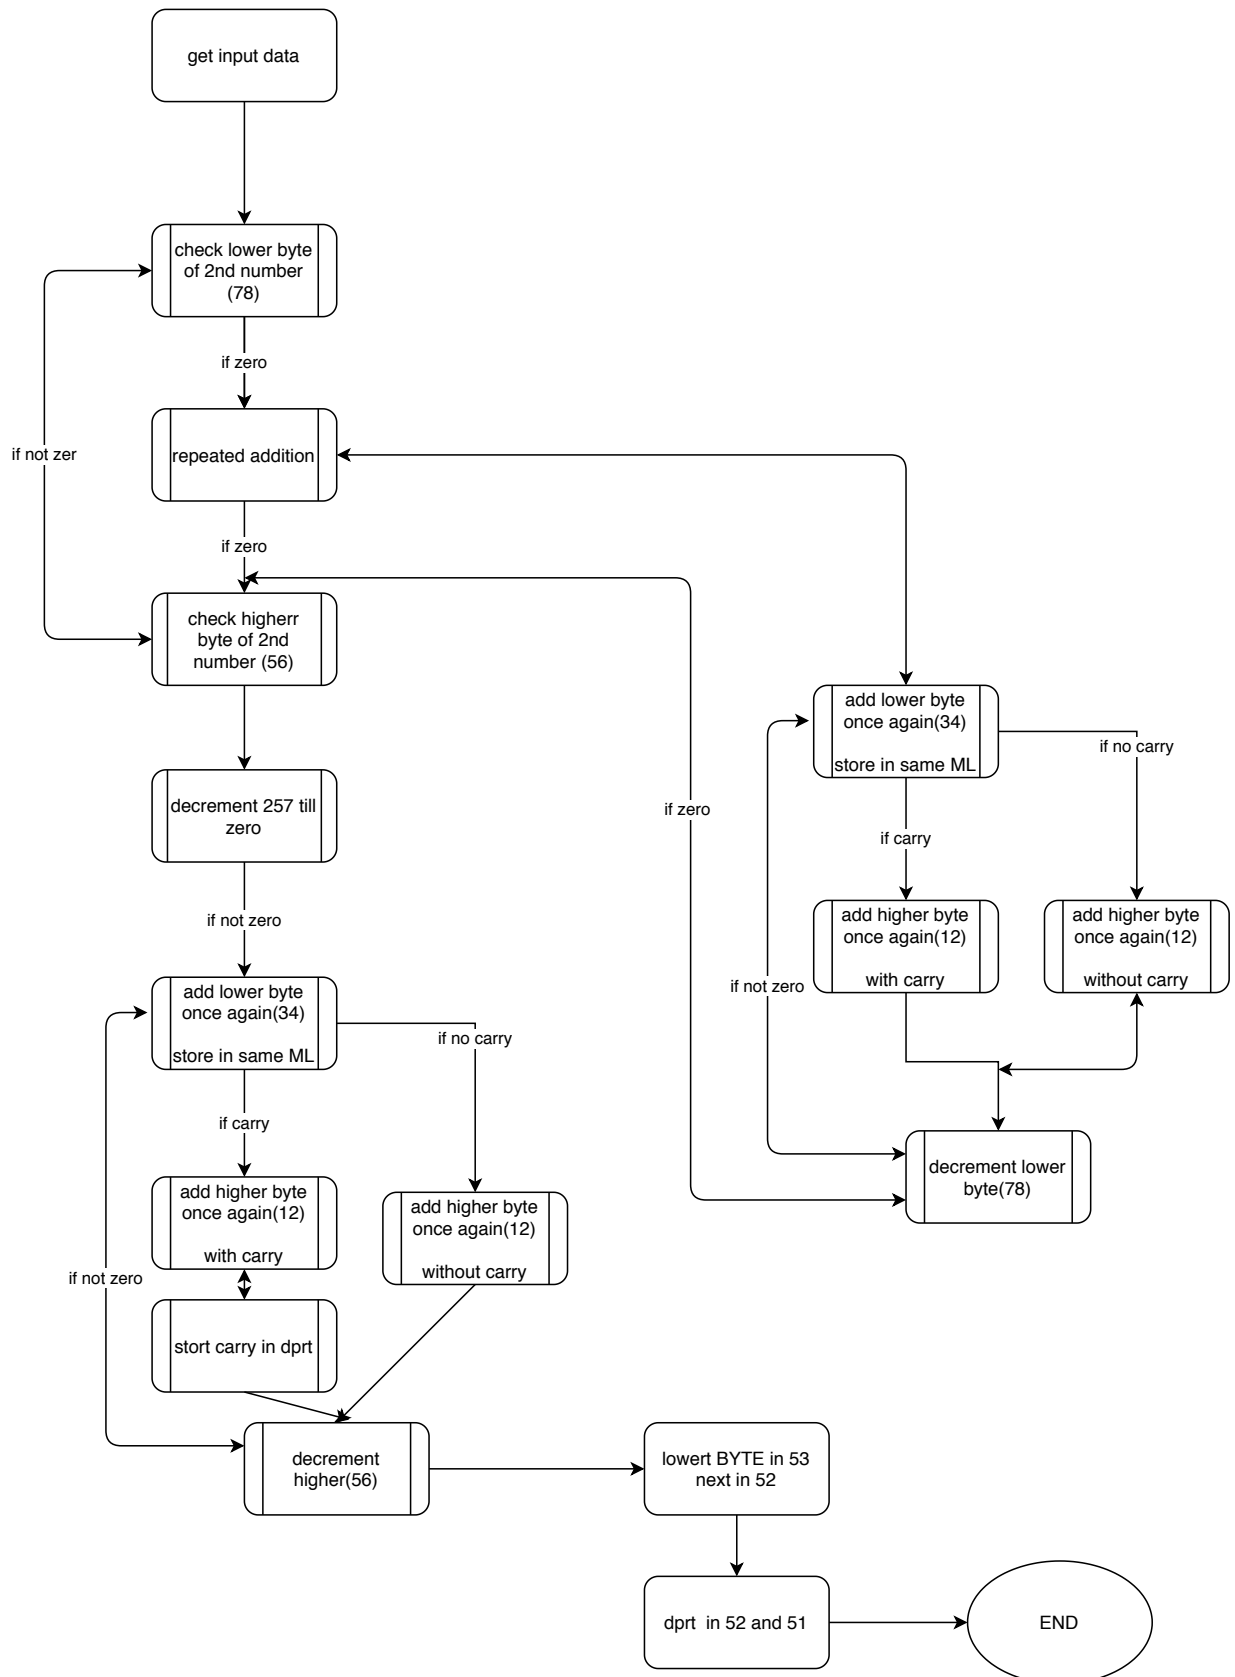 get input data
check lower byte
of 2nd number
(78)
if zero
if not zer
repeated addition
if zero
check higherr
byte of 2nd
number (56)
add lower byte
once again(34)
store in same ML
if no carry
decrement 257 till
zero
if zero
if carry
if not zero
add higher byte
once again(12)
with carry
add higher byte
once again(12)
without carry
add lower byte
once again(34)
store in same ML
if not zero
if no carry
if carry
decrement lower
byte(78)
add higher byte
once again(12)
with carry
add higher byte
once again(12)
without carry
if not zero
stort carry in dprt
decrement
higher(56)
lowert BYTE in 53
next in 52
dprt  in 52 and 51
END